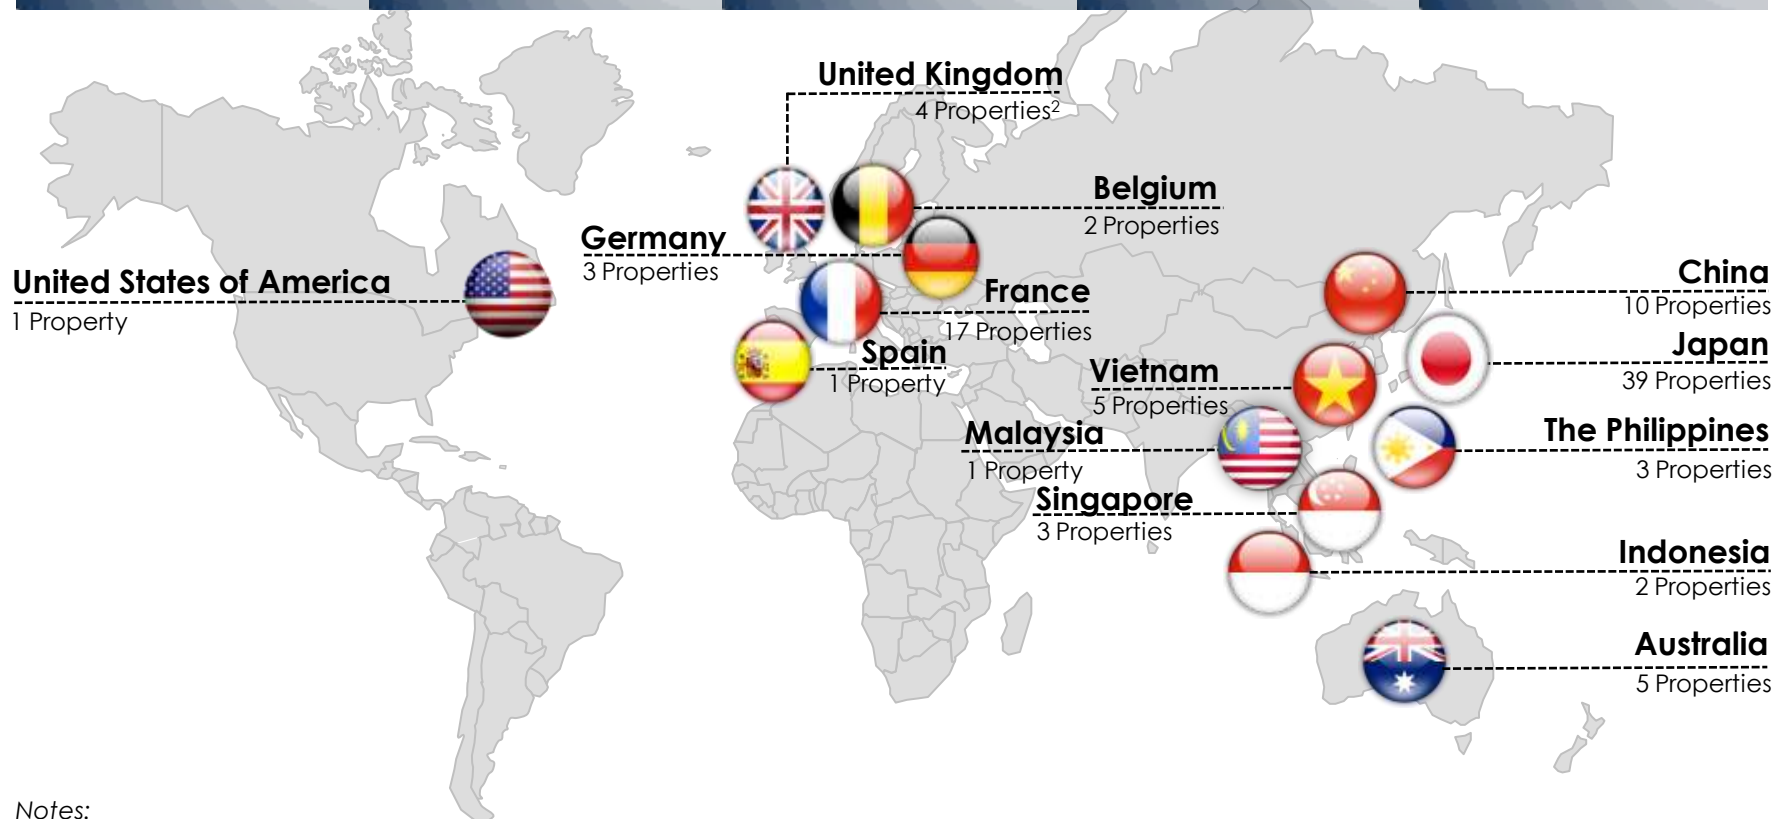 United Kingdom
4 Properties²
Belgium
2 Properties
Germany
3 Properties
United States of America
1 Property
France
17 Properties
China
10 Properties
Spain
1 Property
Japan
39 Properties
Vietnam
5 Properties
Malaysia
1 Property
The Philippines
3 Properties
Singapore
3 Properties
Indonesia
2 Properties
Australia
5 Properties
Notes: